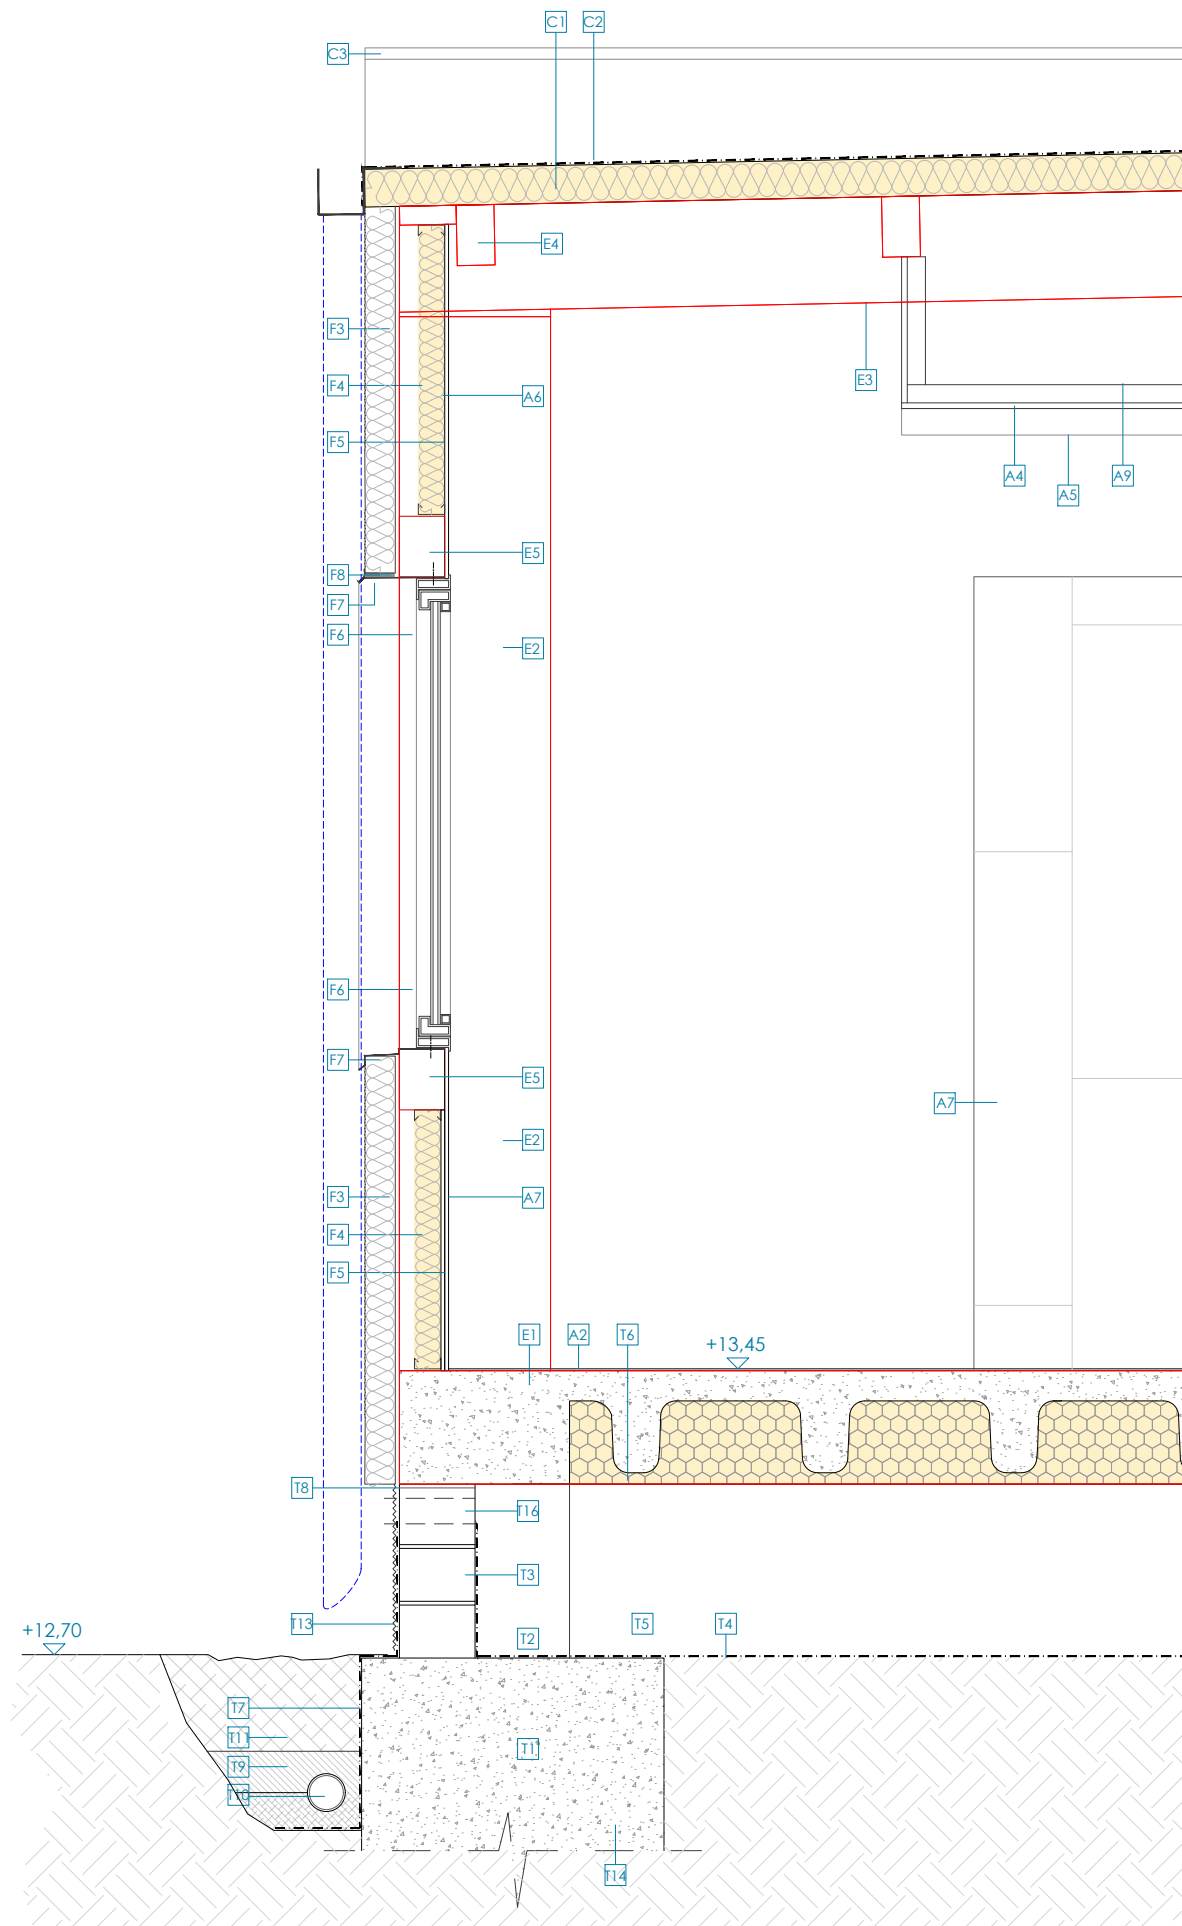 C1 C2
C3
E4
F3
E3
F4
A6
F5
A4 A9
A5
E5
F8
F7
F6
E2
F6
F7
E5
A7
E2
F3
A7
F4
F5
E1 A2 T6
+13,45
T8
T16
T3
T13 T5 T4
+12,70
T2
T7
T11
T1
T9
T10
T14